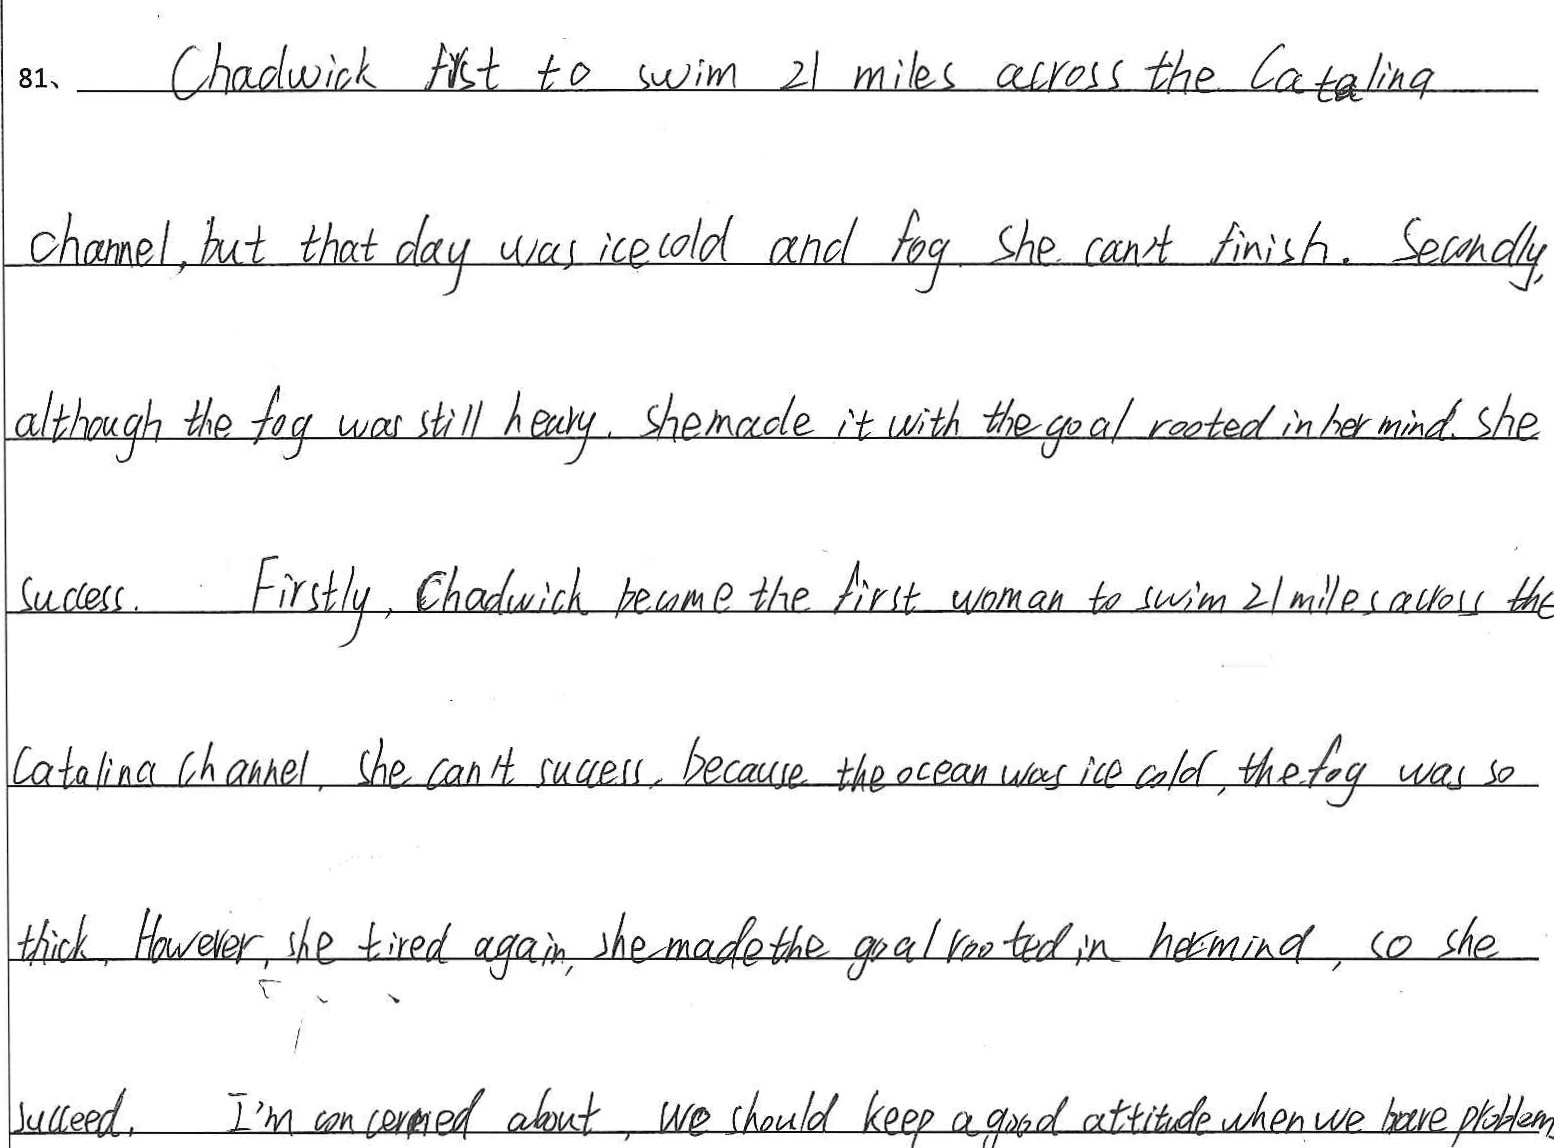 81、 Chadwick first to swim 21 miles across the Catalina
channel, but that day was ice cold and fog. She can't finish. Secondly,
although the fog was still heavy. She made it with the goal rooted in her mind. She
success. Firstly, Chadwick become the first woman to swim 21 miles across the
Catalina Channel, She can't success, because the ocean was ice cold, the fog was so
thick. However, she tired again, she made the goal rooted in her mind, so she
succeed. I'm concerned about, we should keep a good attitude when we have problem.